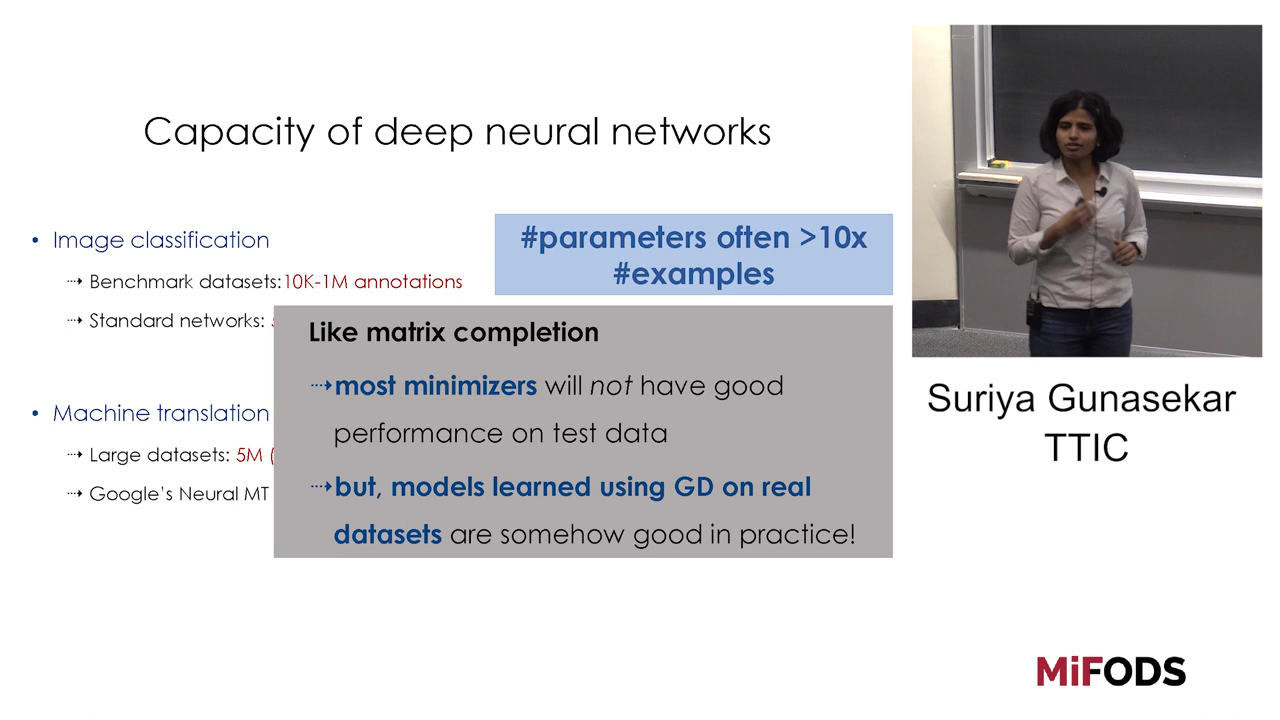 Capacity of deep neural networks
• Image classification
⇢ Benchmark datasets: 10K-1M annotations
⇢ Standard networks:
#parameters often >10x
#examples
Like matrix completion
⇢ most minimizers will not have good
performance on test data
⇢ but, models learned using GD on real
datasets are somehow good in practice!
• Machine translation
⇢ Large datasets: 5M (
⇢ Google's Neural MT
Suriya Gunasekar
TTIC
MiFODS